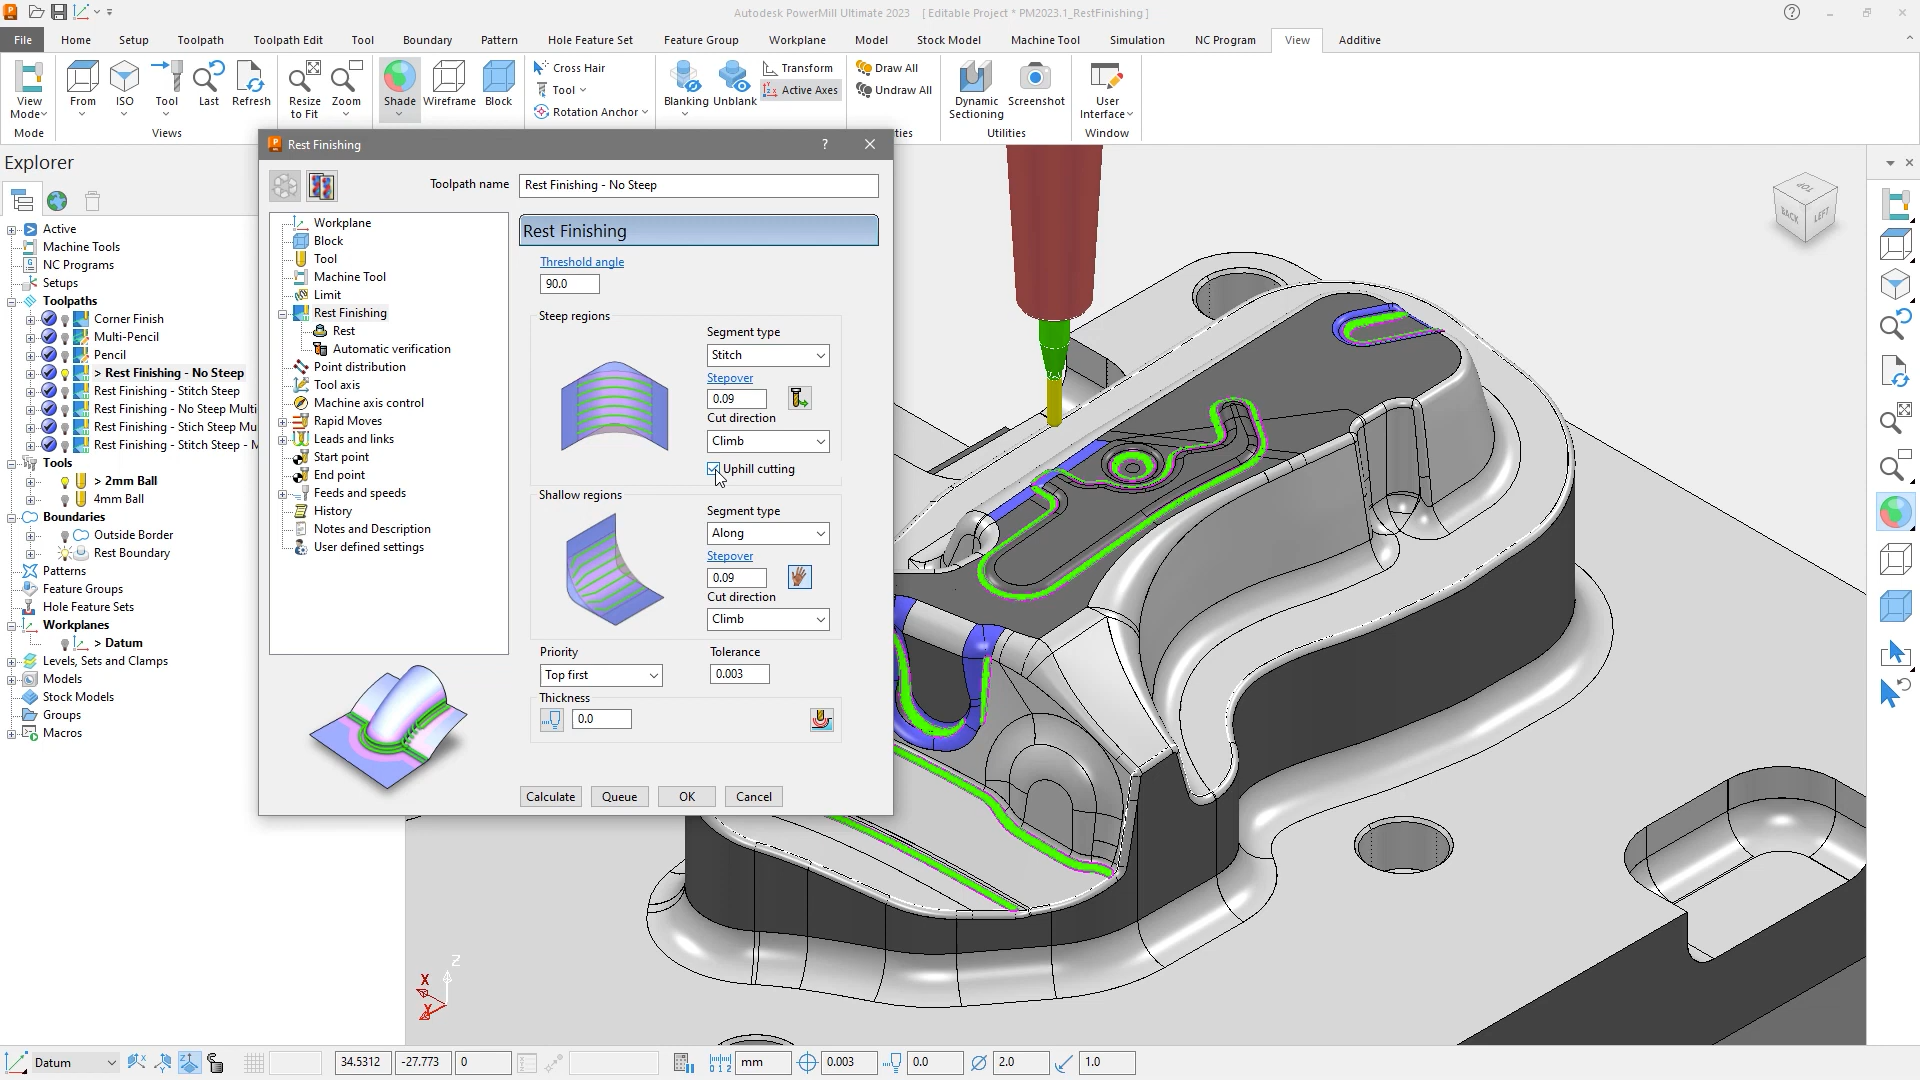 Autodesk PowerMill Ultimate 2023 [ Editable Project * PM2023.1_RestFinishing ]
File Home Setup Toolpath Toolpath Edit Tool Boundary Pattern Hole Feature Set Feature Group Workplane Model Stock Model Machine Tool Simulation NC Program View Additive
View Mode
From
ISO
Tool
Last
Refresh
Resize to Fit
Zoom
Shade
Wireframe
Block
Cross Hair
Tool
Rotation Anchor
Blanking
Unblank
Transform
Active Axes
Draw All
Undraw All
Dynamic Sectioning
Screenshot
User Interface
Mode
Views
ties
Utilities
Window
Explorer
Active
Machine Tools
NC Programs
Setups
Toolpaths
Corner Finish
Multi-Pencil
Pencil
> Rest Finishing - No Steep
Rest Finishing - Stitch Steep
Rest Finishing - No Steep Multi
Rest Finishing - Stich Steep Mu
Rest Finishing - Stitch Steep - M
Tools
> 2mm Ball
4mm Ball
Boundaries
Outside Border
Rest Boundary
Patterns
Feature Groups
Hole Feature Sets
Workplanes
> Datum
Levels, Sets and Clamps
Models
Stock Models
Groups
Macros
Rest Finishing
?
Toolpath name
Rest Finishing - No Steep
Workplane
Block
Tool
Machine Tool
Limit
Rest Finishing
Rest
Automatic verification
Point distribution
Tool axis
Machine axis control
Rapid Moves
Leads and links
Start point
End point
Feeds and speeds
History
Notes and Description
User defined settings
Rest Finishing
Threshold angle
90.0
Steep regions
Segment type
Stitch
Stepover
0.09
Cut direction
Climb
Uphill cutting
Shallow regions
Segment type
Along
Stepover
0.09
Cut direction
Climb
Priority
Top first
Tolerance
0.003
Thickness
0.0
Calculate
Queue
OK
Cancel
TOP
BACK
LEFT
Z
X
Y
Datum
34.5312
-27.773
0
mm
0.003
0.0
2.0
1.0